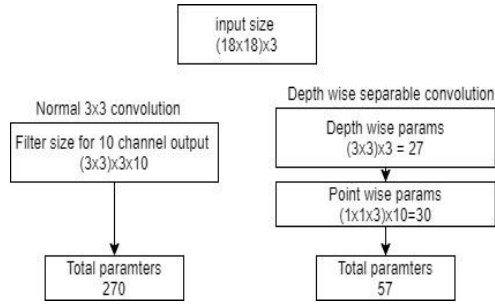 input size
(18x18)x3
Normal 3x3 convolution
Filter size for 10 channel output
(3x3)x3x10
Total paramters
270
Depth wise separable convolution
Depth wise params
(3x3)x3 = 27
Point wise params
(1x1x3)x10=30
Total paramters
57